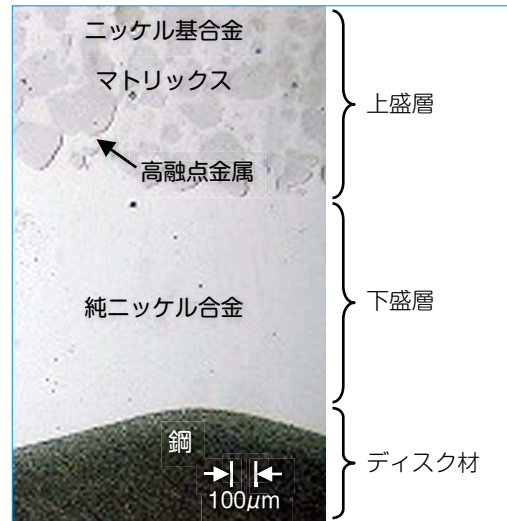 ニッケル基合金
マトリックス
高融点金属
上盛層
純ニッケル合金
下盛層
鋼
100μm
ディスク材